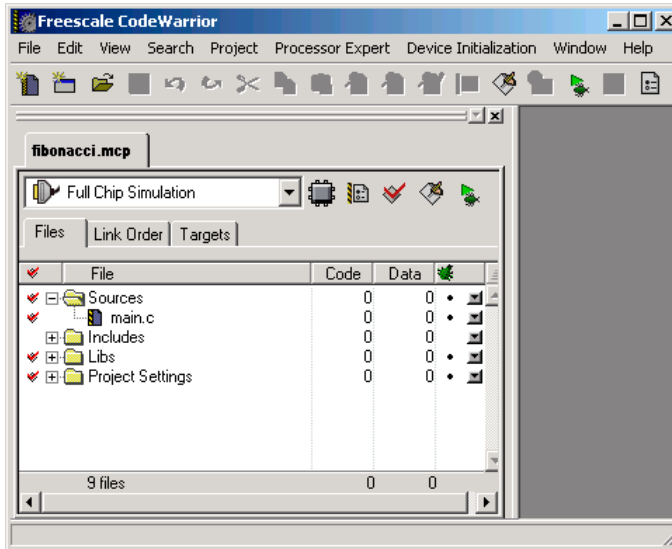 Freescale CodeWarrior
File Edit View Search Project Processor Expert Device Initialization Window Help
fibonacci.mcp
Full Chip Simulation
Files Link Order Targets
File Code Data
Sources 0 0
main.c 0 0
Includes 0 0
Libs 0 0
Project Settings 0 0
9 files 0 0